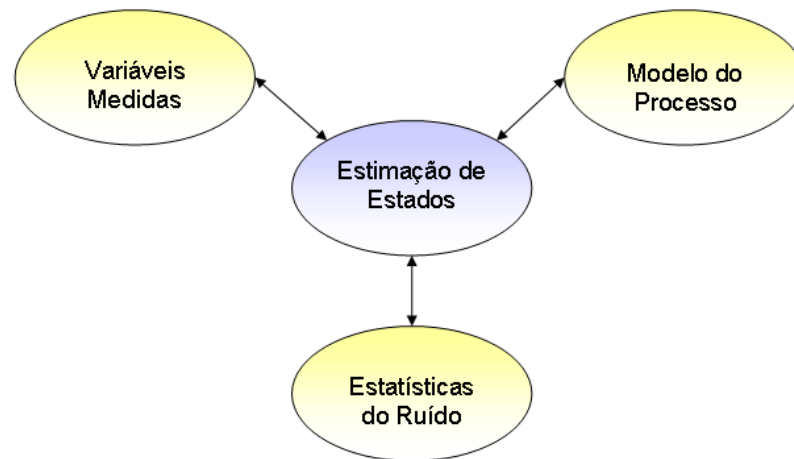 Variáveis
Medidas
Modelo do
Processo
Estimação de
Estados
Estatísticas
do Ruído